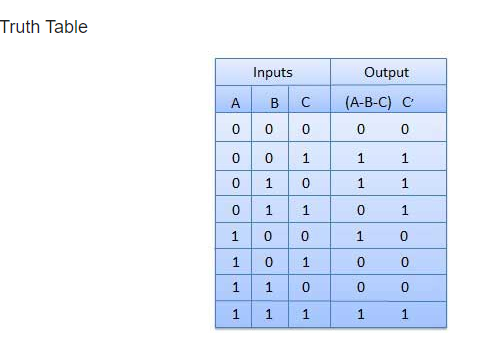 Truth Table
Inputs Output
A B C (A-B-C) C'
0 0 0 0 0
0 0 1 1 1
0 1 0 1 1
0 1 1 0 1
1 0 0 1 0
1 0 1 0 0
1 1 0 0 0
1 1 1 1 1